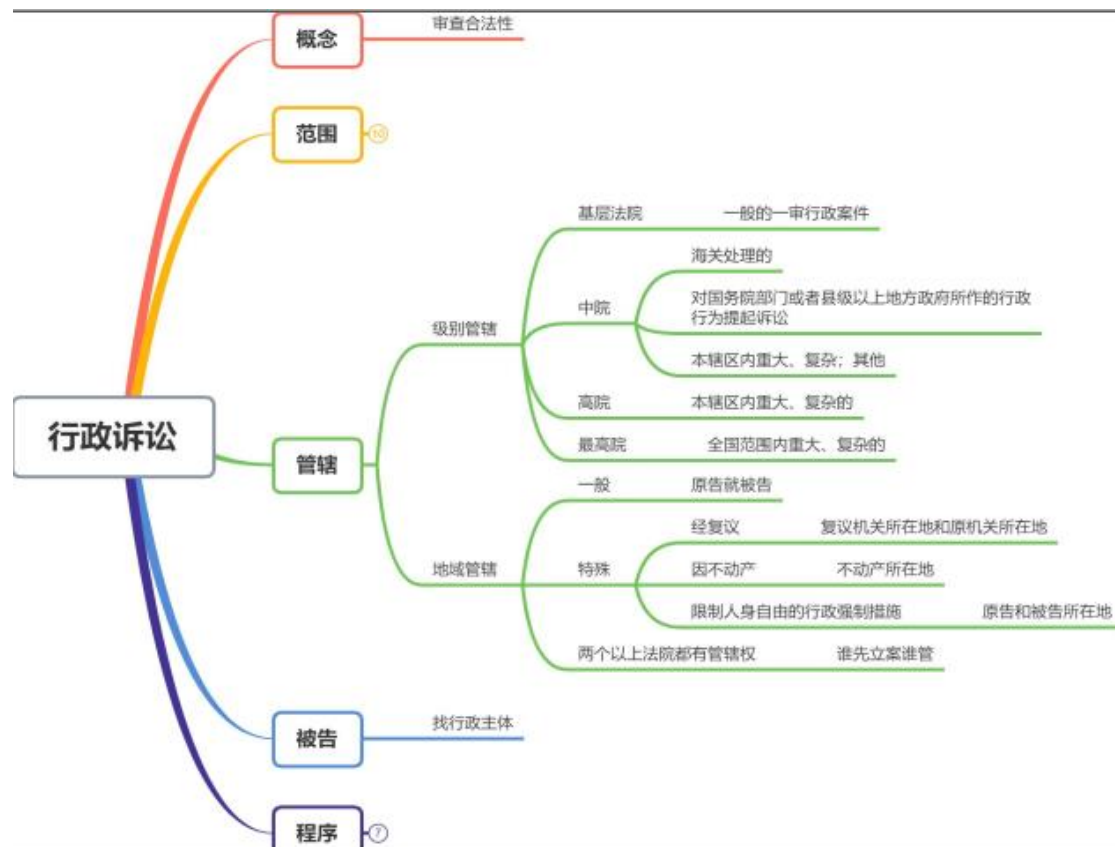 审查合法性
概念
范围
10
基层法院
一般的一审行政案件
海关处理的
对国务院部门或者县级以上地方政府所作的行政
行为提起诉讼
中院
级别管辖
本辖区内重大、复杂；其他
高院
本辖区内重大、复杂的
行政诉讼
最高院
全国范围内重大、复杂的
管辖
一般
原告就被告
经复议
复议机关所在地和原机关所在地
地域管辖
特殊
因不动产
不动产所在地
限制人身自由的行政强制措施
原告和被告所在地
两个以上法院都有管辖权
谁先立案谁管
被告
找行政主体
程序
7